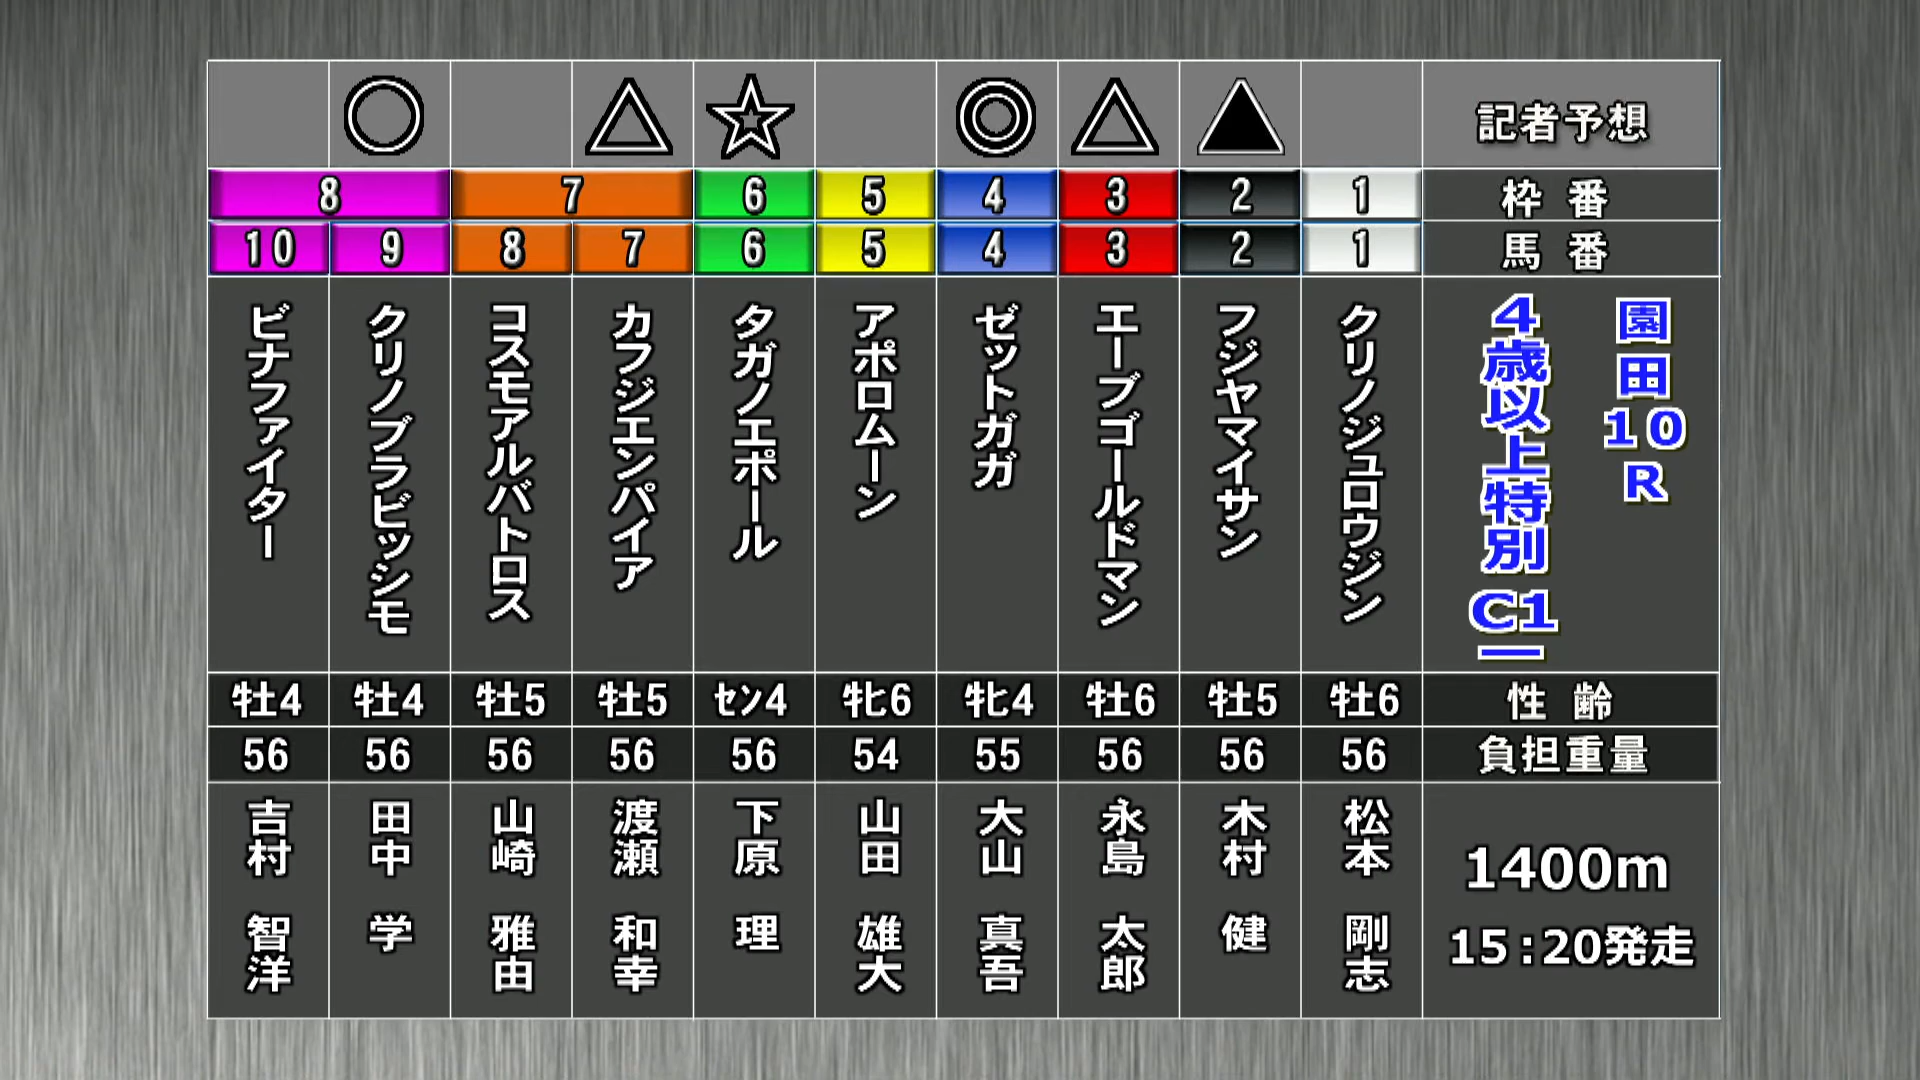 記者予想
枠 番
8 7 6 5 4 3 2 1
馬 番
10 9 8 7 6 5 4 3 2 1
園田10R
4歳以上特別 C1一
クリノジュロウジン
フジヤマイサン
エーブゴールドマン
ゼットガガ
アポロムーン
タガノエポール
カフジエンパイア
コスモアルバトロス
クリノブラビッシモ
ビナファイター
性 齢
牡4 牡4 牡5 牡5 セン4 牝6 牝4 牡6 牡5 牡6
負担重量
56 56 56 56 56 54 55 56 56 56
1400m
15:20発走
松本 剛志
木村 健
永島 太郎
大山 真吾
山田 雄大
下原 理
渡瀬 和幸
山崎 雅由
田中 学
吉村 智洋